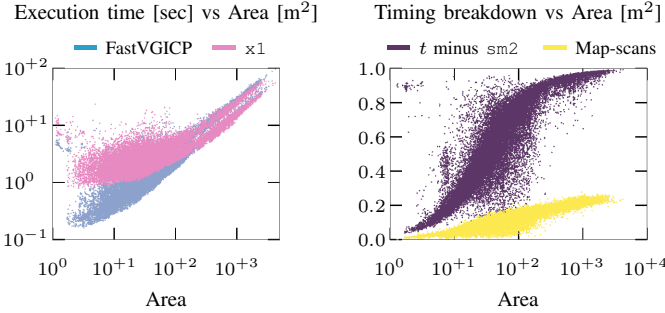 Execution time [sec] vs Area [m²]
FastVGICP x1
10⁺²
10⁺¹
10⁰
10⁻¹
10⁰ 10⁺¹ 10⁺² 10⁺³
Area
Timing breakdown vs Area [m²]
t minus sm2 Map-scans
1.0
0.8
0.6
0.4
0.2
0.0
10⁰ 10⁺¹ 10⁺² 10⁺³ 10⁺⁴
Area